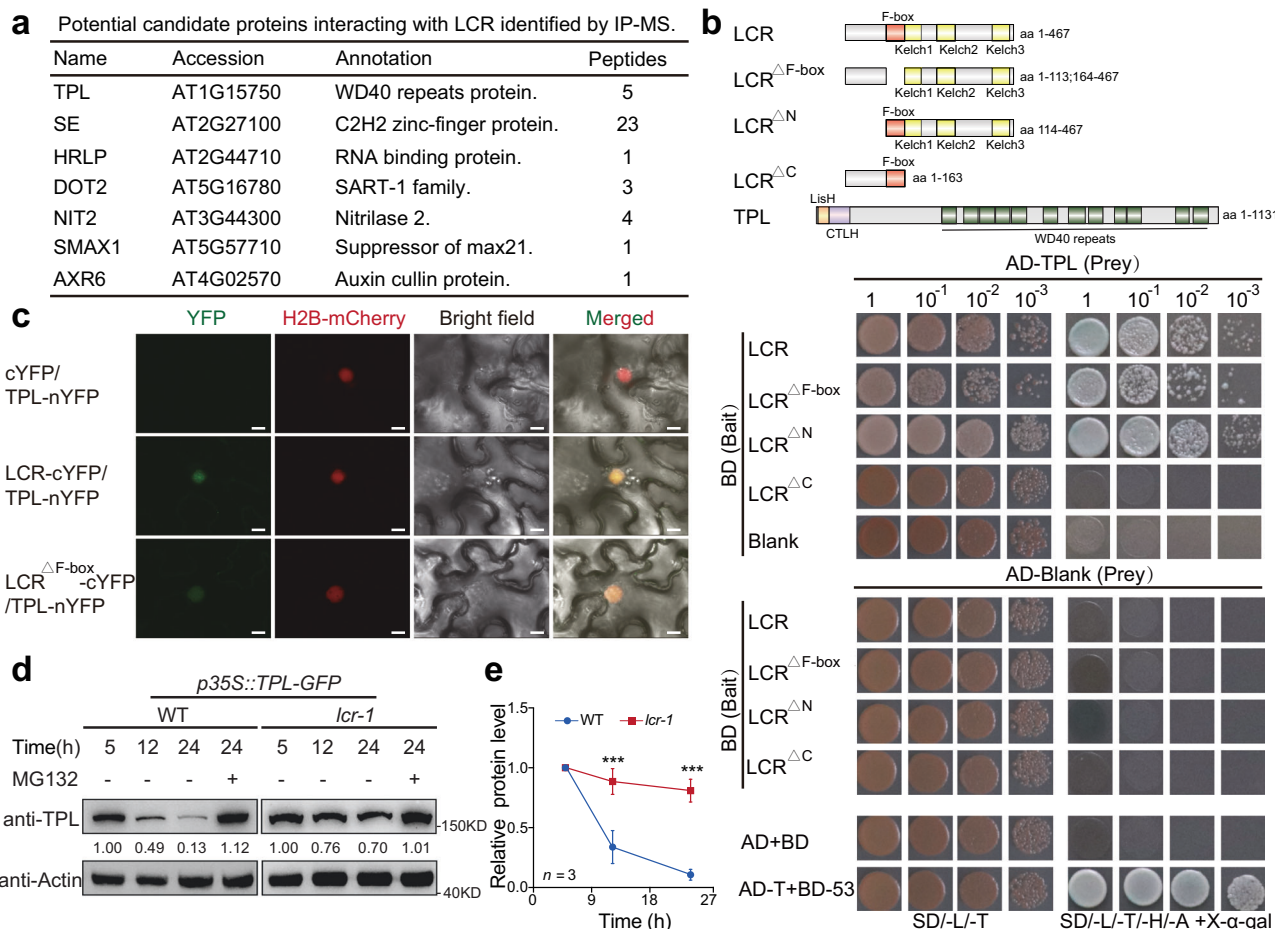 a
Potential candidate proteins interacting with LCR identified by IP-MS.
Name Accession Annotation Peptides
TPL AT1G15750 WD40 repeats protein. 5
SE AT2G27100 C2H2 zinc-finger protein. 23
HRLP AT2G44710 RNA binding protein. 1
DOT2 AT5G16780 SART-1 family. 3
NIT2 AT3G44300 Nitrilase 2. 4
SMAX1 AT5G57710 Suppressor of max21. 1
AXR6 AT4G02570 Auxin cullin protein. 1
b
F-box
LCR aa 1-467
Kelch1 Kelch2 Kelch3
LCR△F-box aa 1-113;164-467
Kelch1 Kelch2 Kelch3
F-box
LCR△N aa 114-467
Kelch1 Kelch2 Kelch3
F-box
LCR△C aa 1-163
LisH
TPL aa 1-1131
CTLH
WD40 repeats
AD-TPL (Prey)
1 10-1 10-2 10-3 1 10-1 10-2 10-3
BD (Bait)
LCR
LCR△F-box
LCR△N
LCR△C
Blank
AD-Blank (Prey)
BD (Bait)
LCR
LCR△F-box
LCR△N
LCR△C
AD+BD
AD-T+BD-53
SD/-L/-T SD/-L/-T/-H/-A +X-α-gal
c
YFP H2B-mCherry Bright field Merged
cYFP/
TPL-nYFP
LCR-cYFP/
TPL-nYFP
LCR△F-box-cYFP
/TPL-nYFP
d
p35S::TPL-GFP
WT lcr-1
Time(h) 5 12 24 24 5 12 24 24
MG132 - - - + - - - +
anti-TPL -150KD
1.00 0.49 0.13 1.12 1.00 0.76 0.70 1.01
anti-Actin -40KD
e
Relative protein level
1.5
1.0
0.5
0.0
WT lcr-1
***
***
n = 3
0 9 18 27
Time (h)